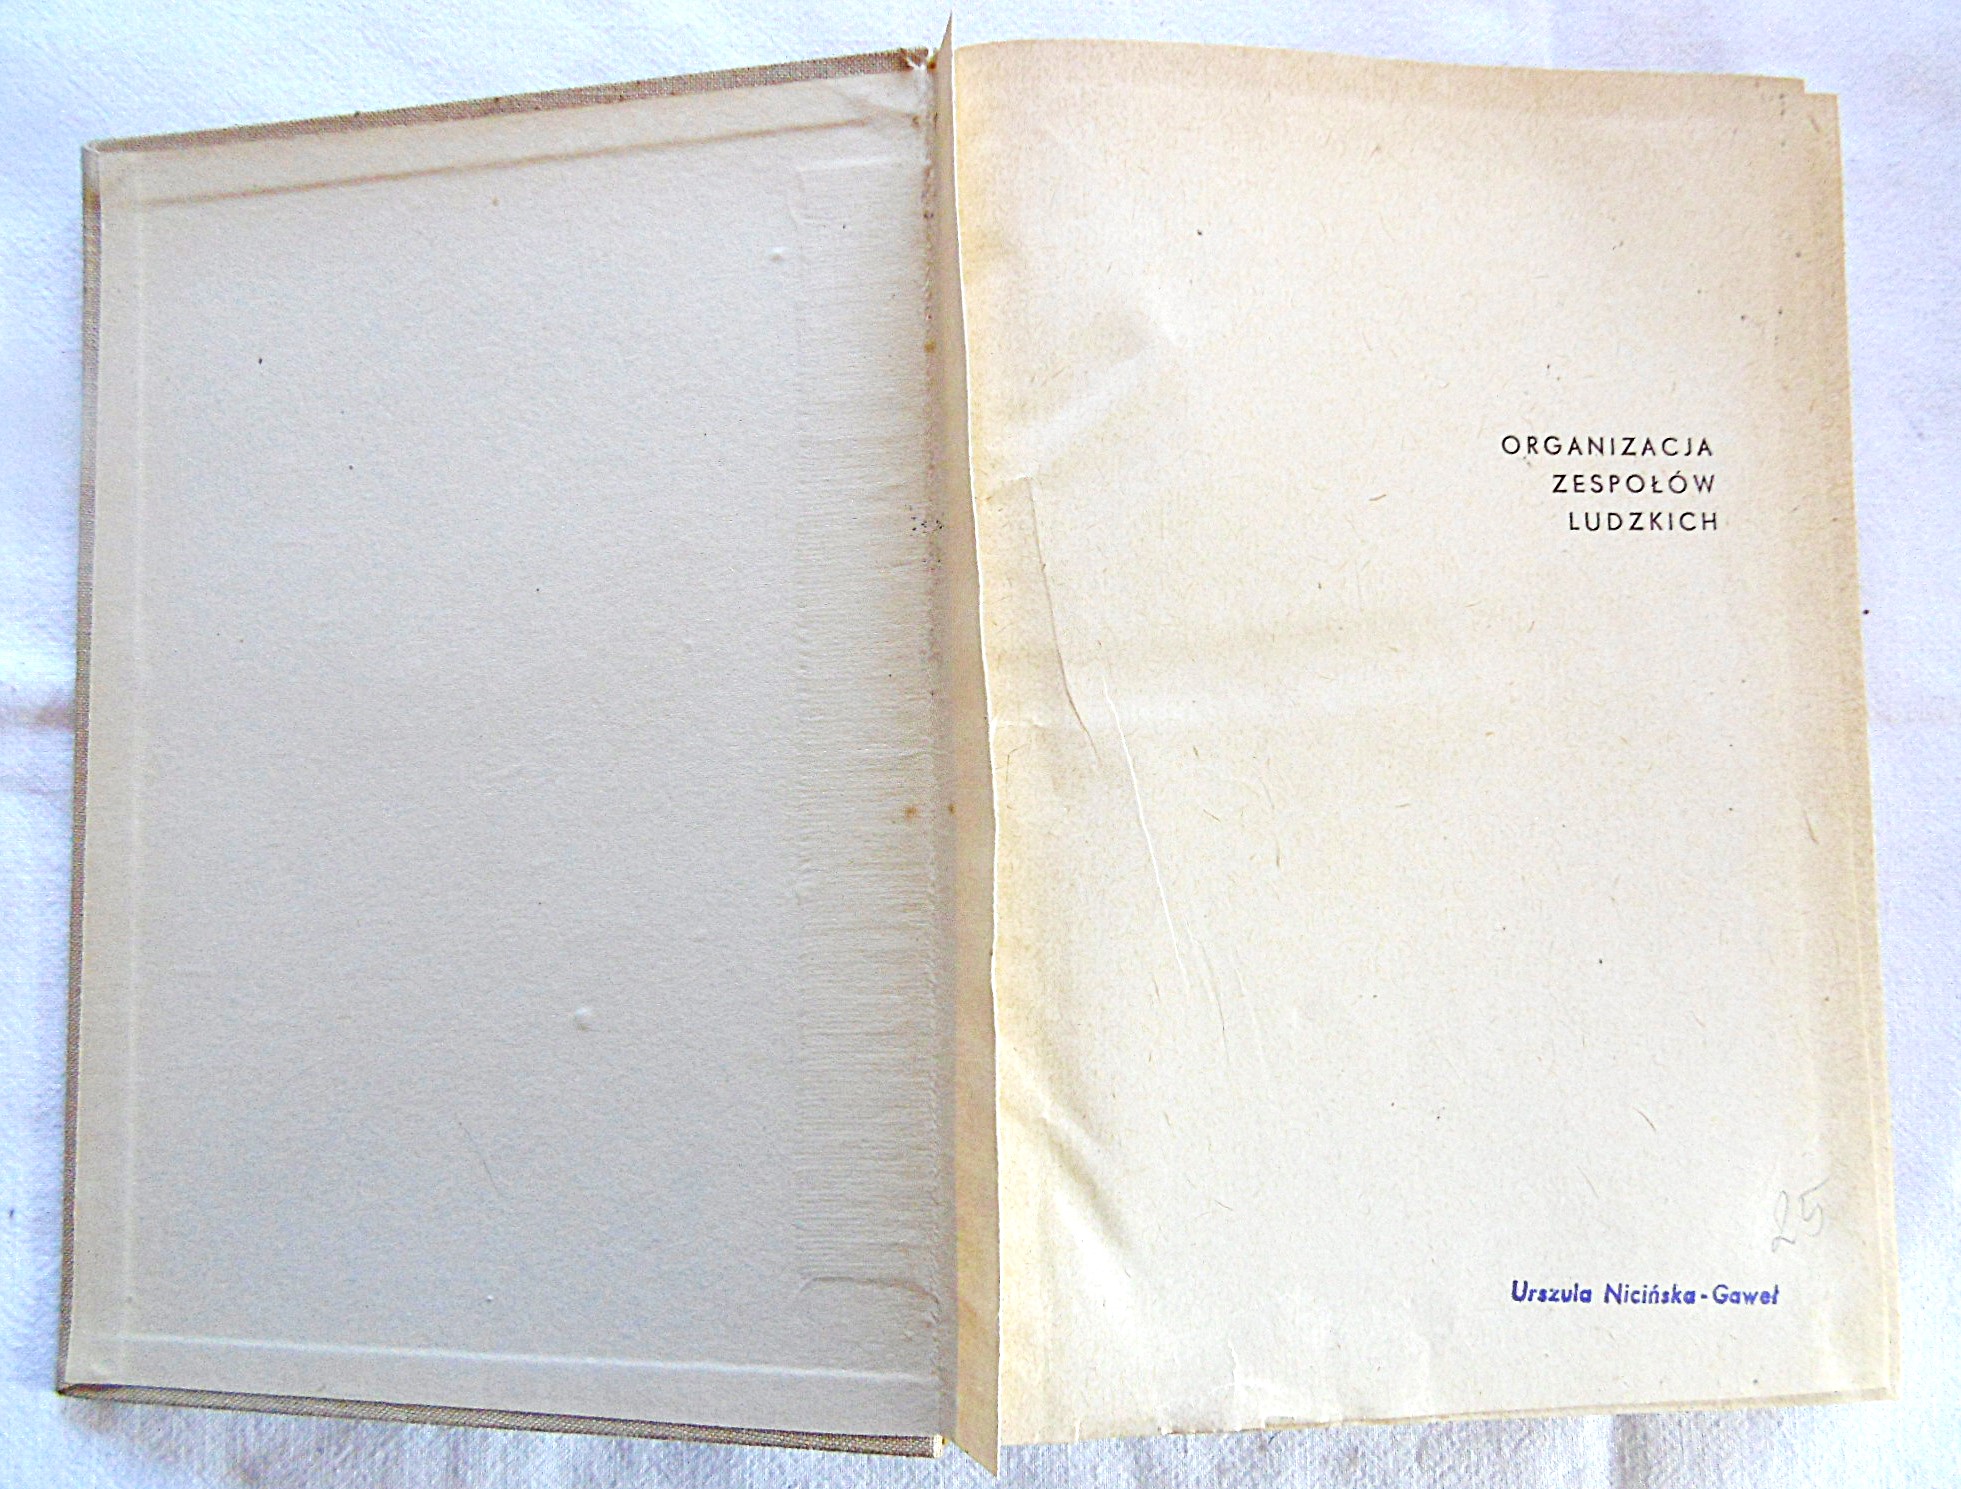 ORGANIZACJA
ZESPOŁÓW
LUDZKICH
25
Urszula Nicińska-Gaweł